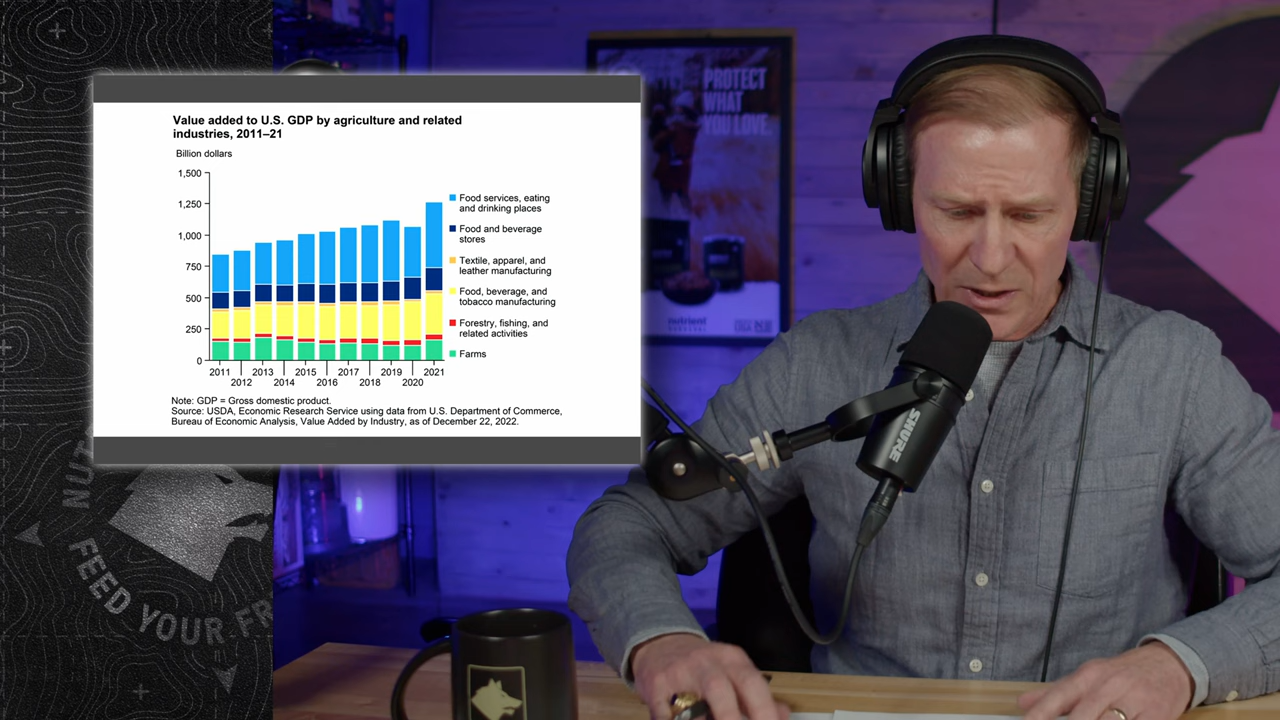 Value added to U.S. GDP by agriculture and related
industries, 2011–21
Billion dollars
1,500
1,250
1,000
750
500
250
0
2011
2012
2013
2014
2015
2016
2017
2018
2019
2020
2021
Food services, eating
and drinking places
Food and beverage
stores
Textile, apparel, and
leather manufacturing
Food, beverage, and
tobacco manufacturing
Forestry, fishing, and
related activities
Farms
Note: GDP = Gross domestic product.
Source: USDA, Economic Research Service using data from U.S. Department of Commerce,
Bureau of Economic Analysis, Value Added by Industry, as of December 22, 2022.
PROTECT
WHAT
YOU LOVE.
nutrient
SHURE
NUT
FEED YOUR FR